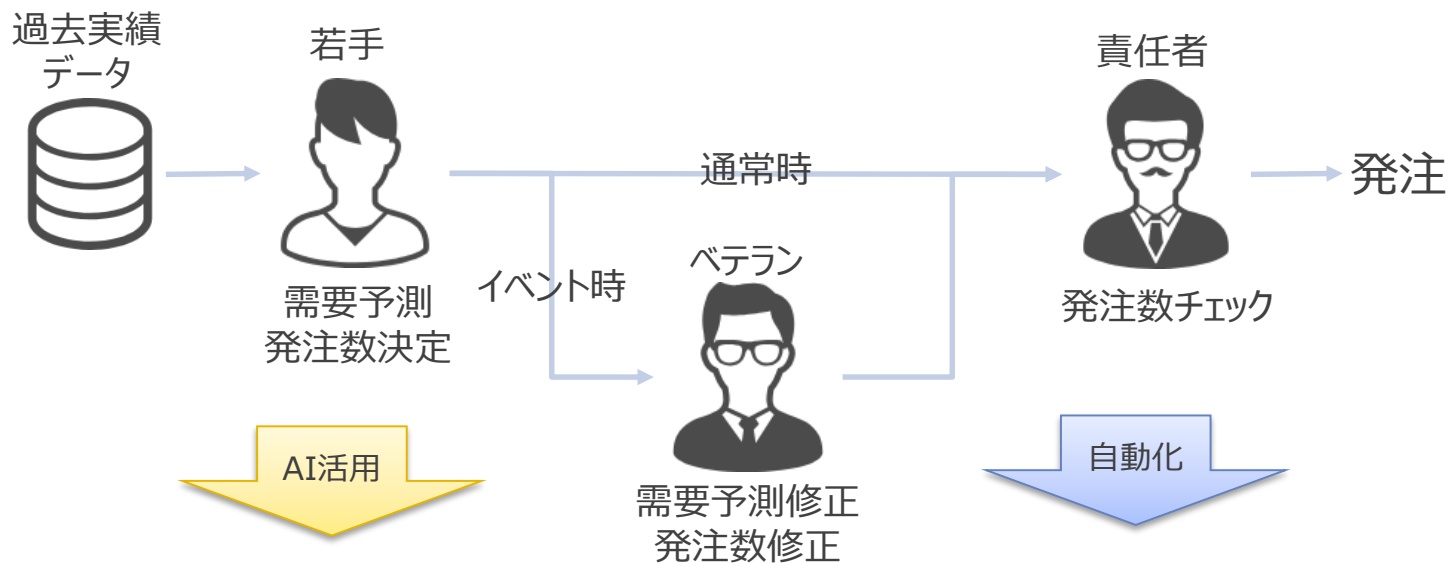 過去実績
データ
若手
需要予測
発注数決定
通常時
イベント時
ベテラン
需要予測修正
発注数修正
責任者
発注数チェック
発注
AI活用
自動化